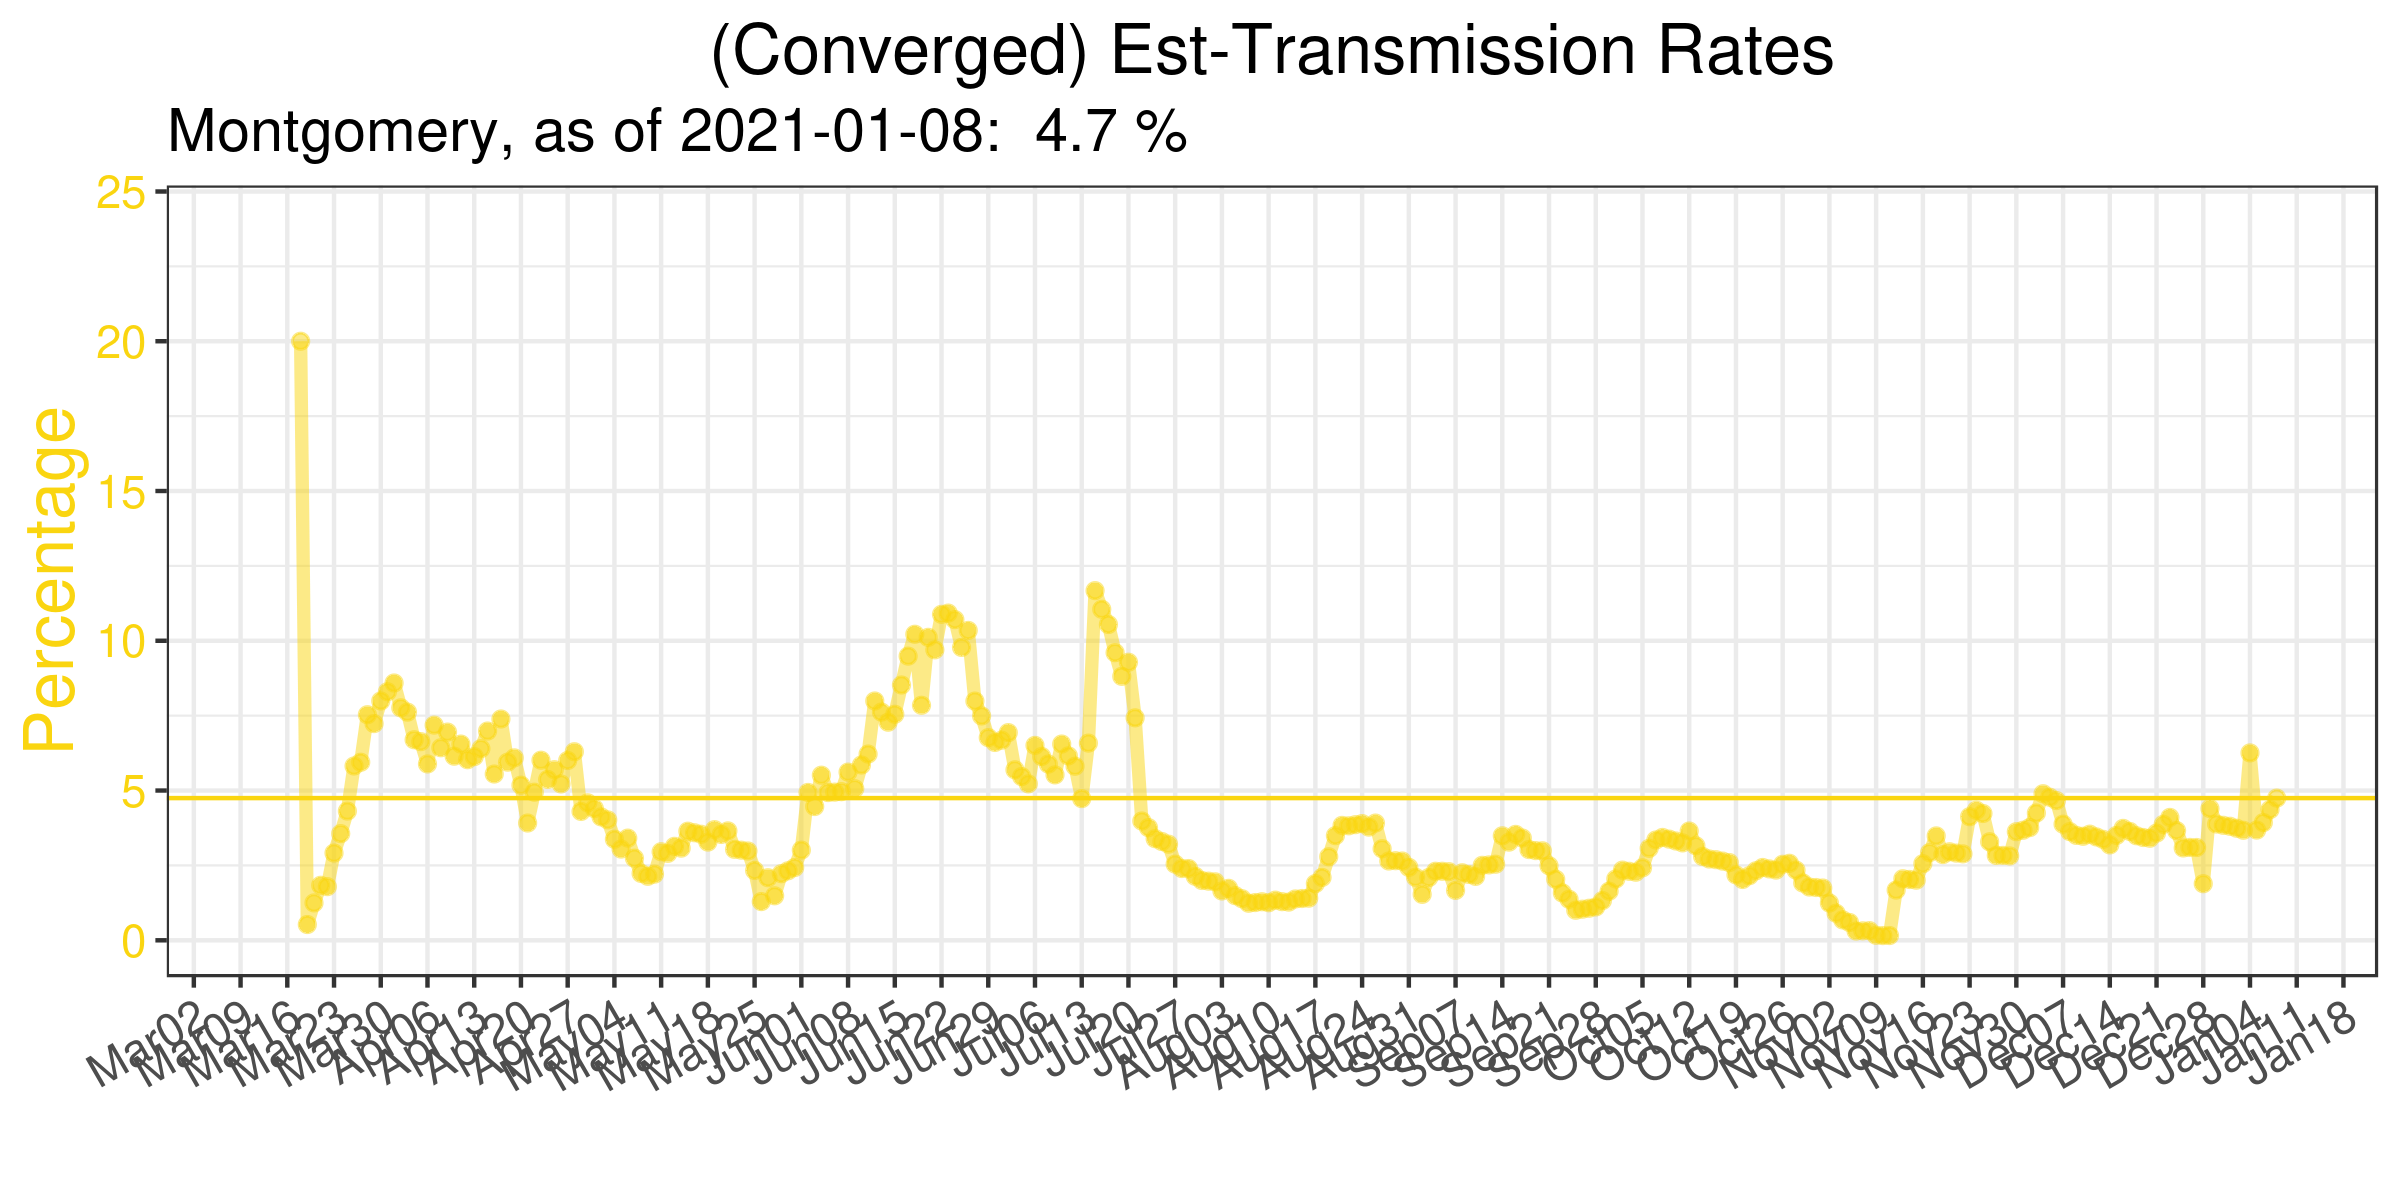 (Converged) Est-Transmission Rates
Montgomery, as of 2021-01-08:  4.7 %
Percentage
25
20
15
10
5
0
Mar02
Mar09
Mar16
Mar23
Mar30
Apr06
Apr13
Apr20
Apr27
May04
May11
May18
May25
Jun01
Jun08
Jun15
Jun22
Jun29
Jul06
Jul13
Jul20
Jul27
Aug03
Aug10
Aug17
Aug24
Aug31
Sep07
Sep14
Sep21
Sep28
Oct05
Oct12
Oct19
Oct26
Nov02
Nov09
Nov16
Nov23
Nov30
Dec07
Dec14
Dec21
Dec28
Jan04
Jan11
Jan18